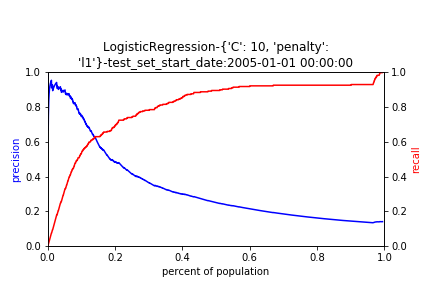 LogisticRegression-{'C': 10, 'penalty':
'l1'}-test_set_start_date:2005-01-01 00:00:00
1.0 1.0
0.8 0.8
0.6 0.6
0.4 0.4
0.2 0.2
0.0 0.0
precision
recall
0.0 0.2 0.4 0.6 0.8 1.0
percent of population